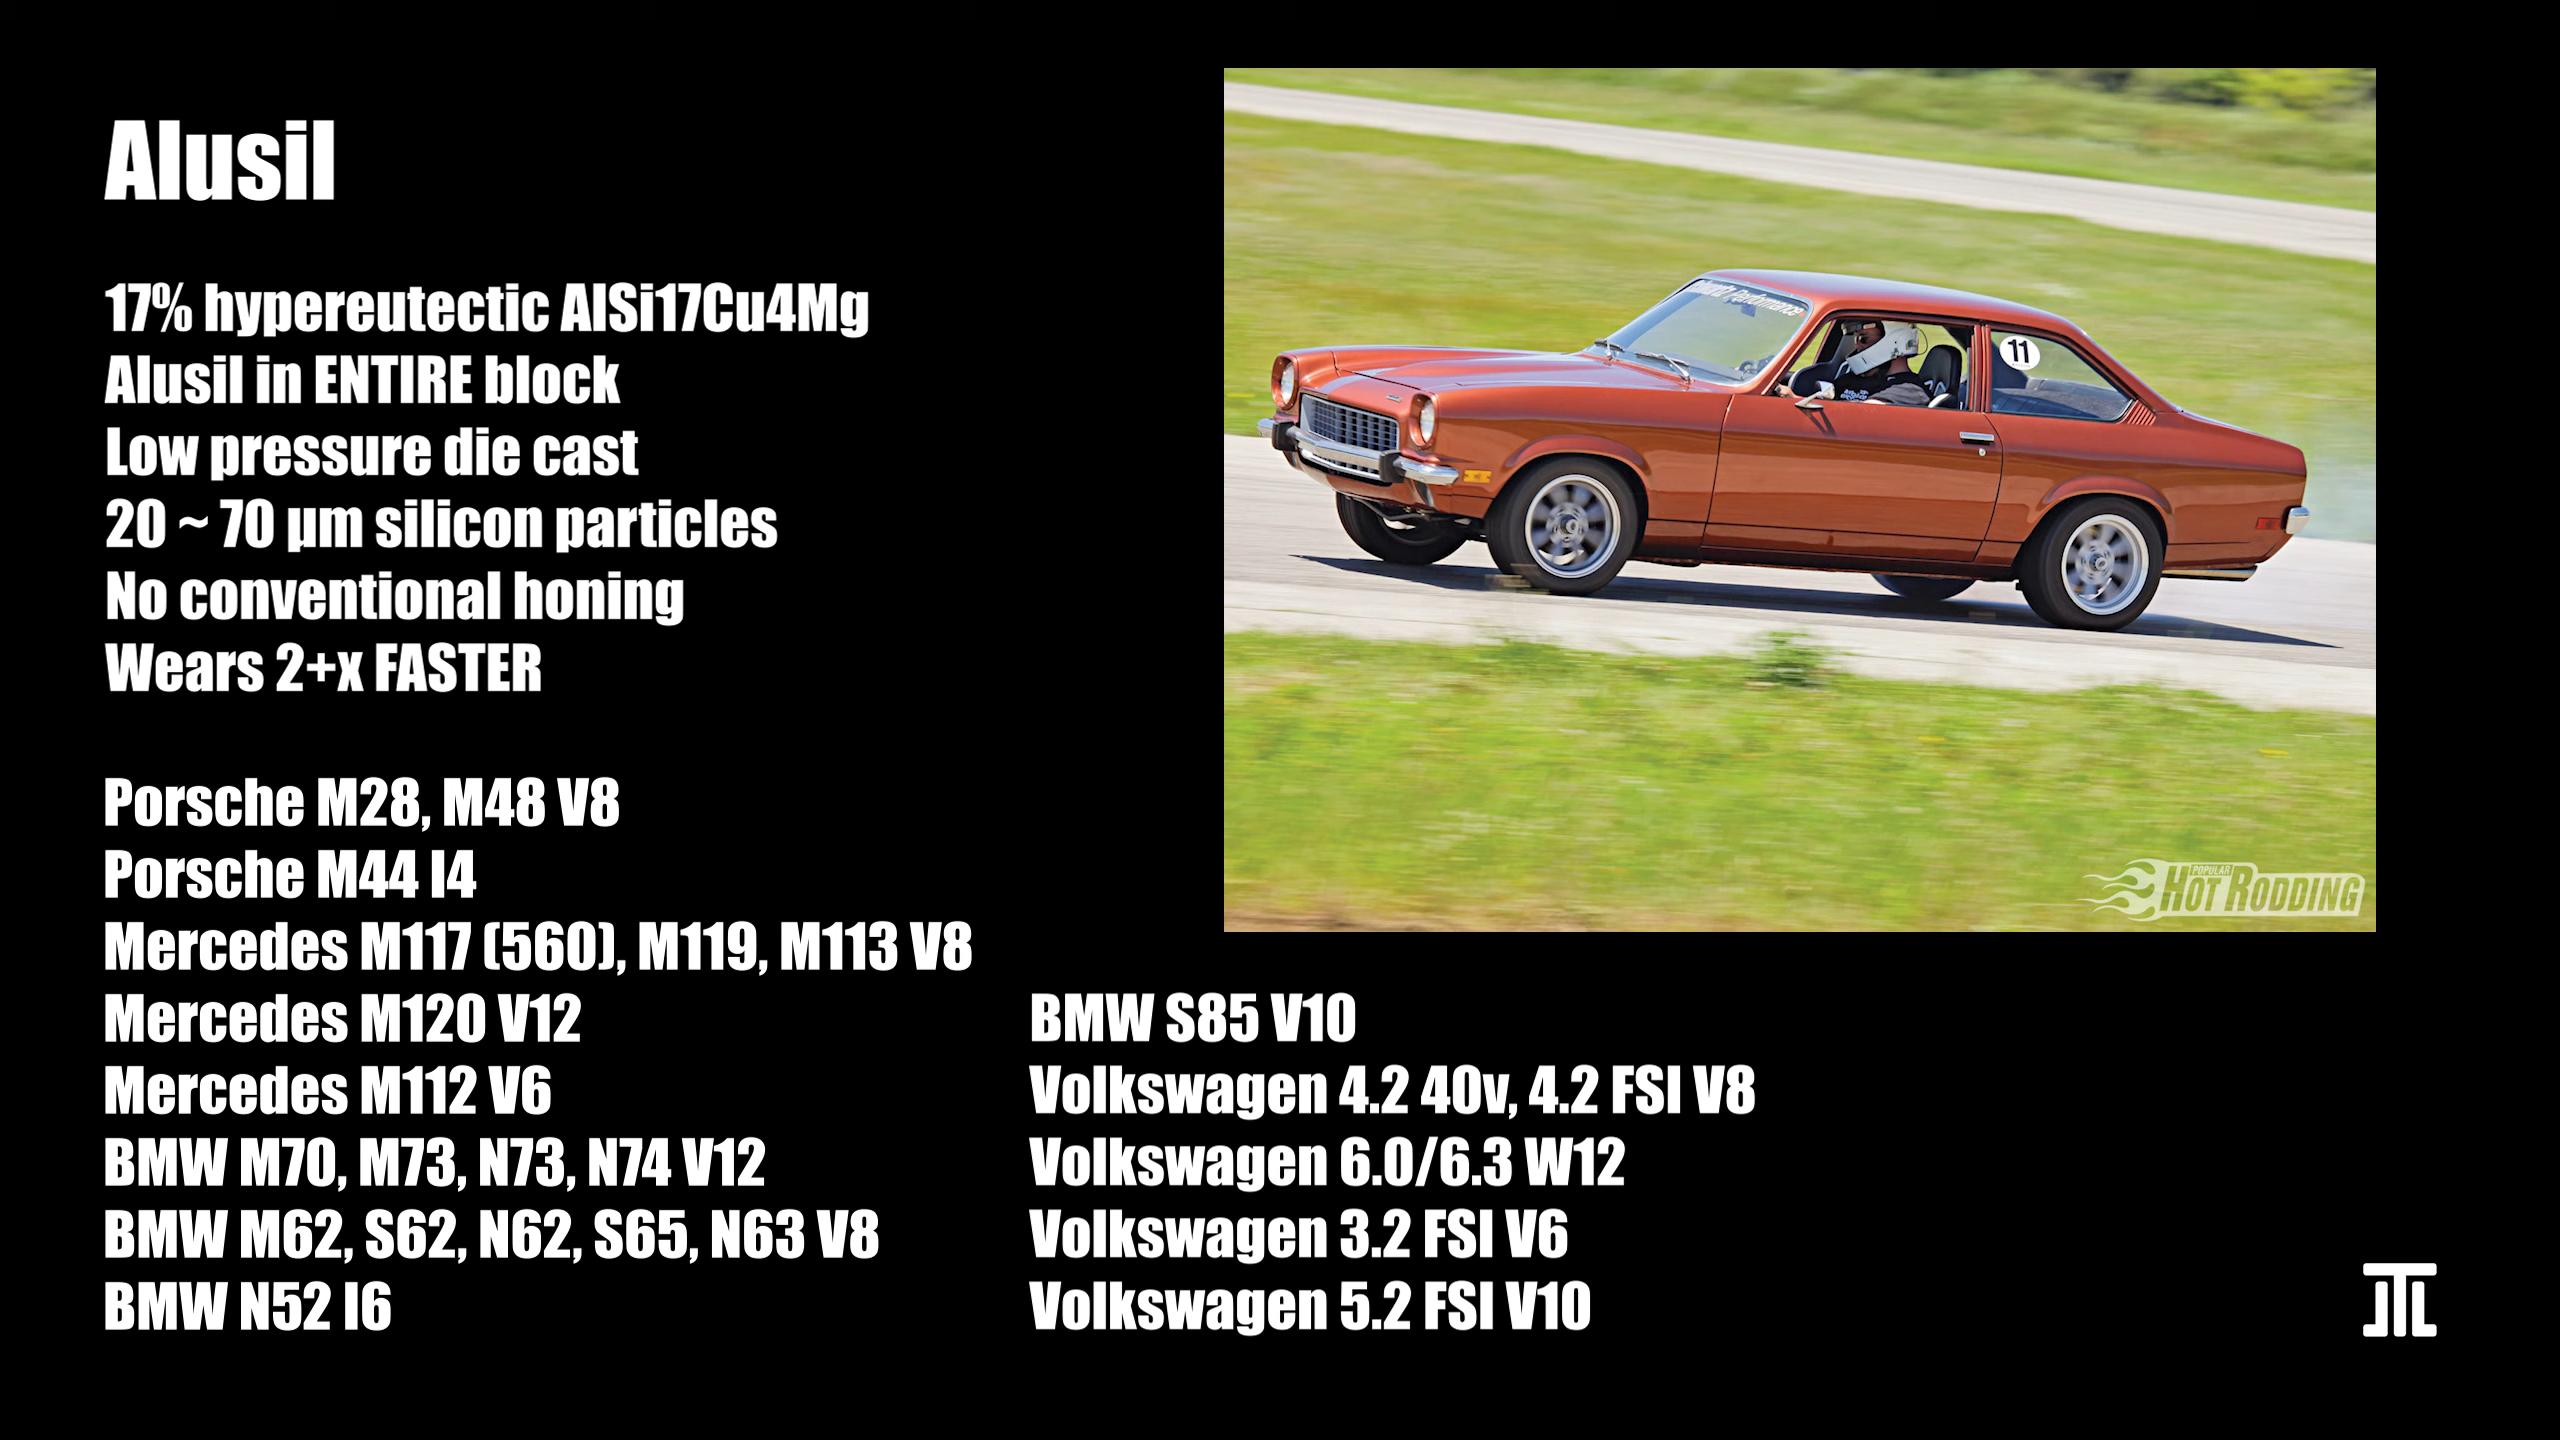 Alusil
17% hypereutectic AlSi17Cu4Mg
Alusil in ENTIRE block
Low pressure die cast
20 ~ 70 µm silicon particles
No conventional honing
Wears 2+x FASTER
Porsche M28, M48 V8
Porsche M44 I4
Mercedes M117 (560), M119, M113 V8
Mercedes M120 V12
Mercedes M112 V6
BMW M70, M73, N73, N74 V12
BMW M62, S62, N62, S65, N63 V8
BMW N52 I6
BMW S85 V10
Volkswagen 4.2 40v, 4.2 FSI V8
Volkswagen 6.0/6.3 W12
Volkswagen 3.2 FSI V6
Volkswagen 5.2 FSI V10
Performance
11
POPULAR
HOT RODDING